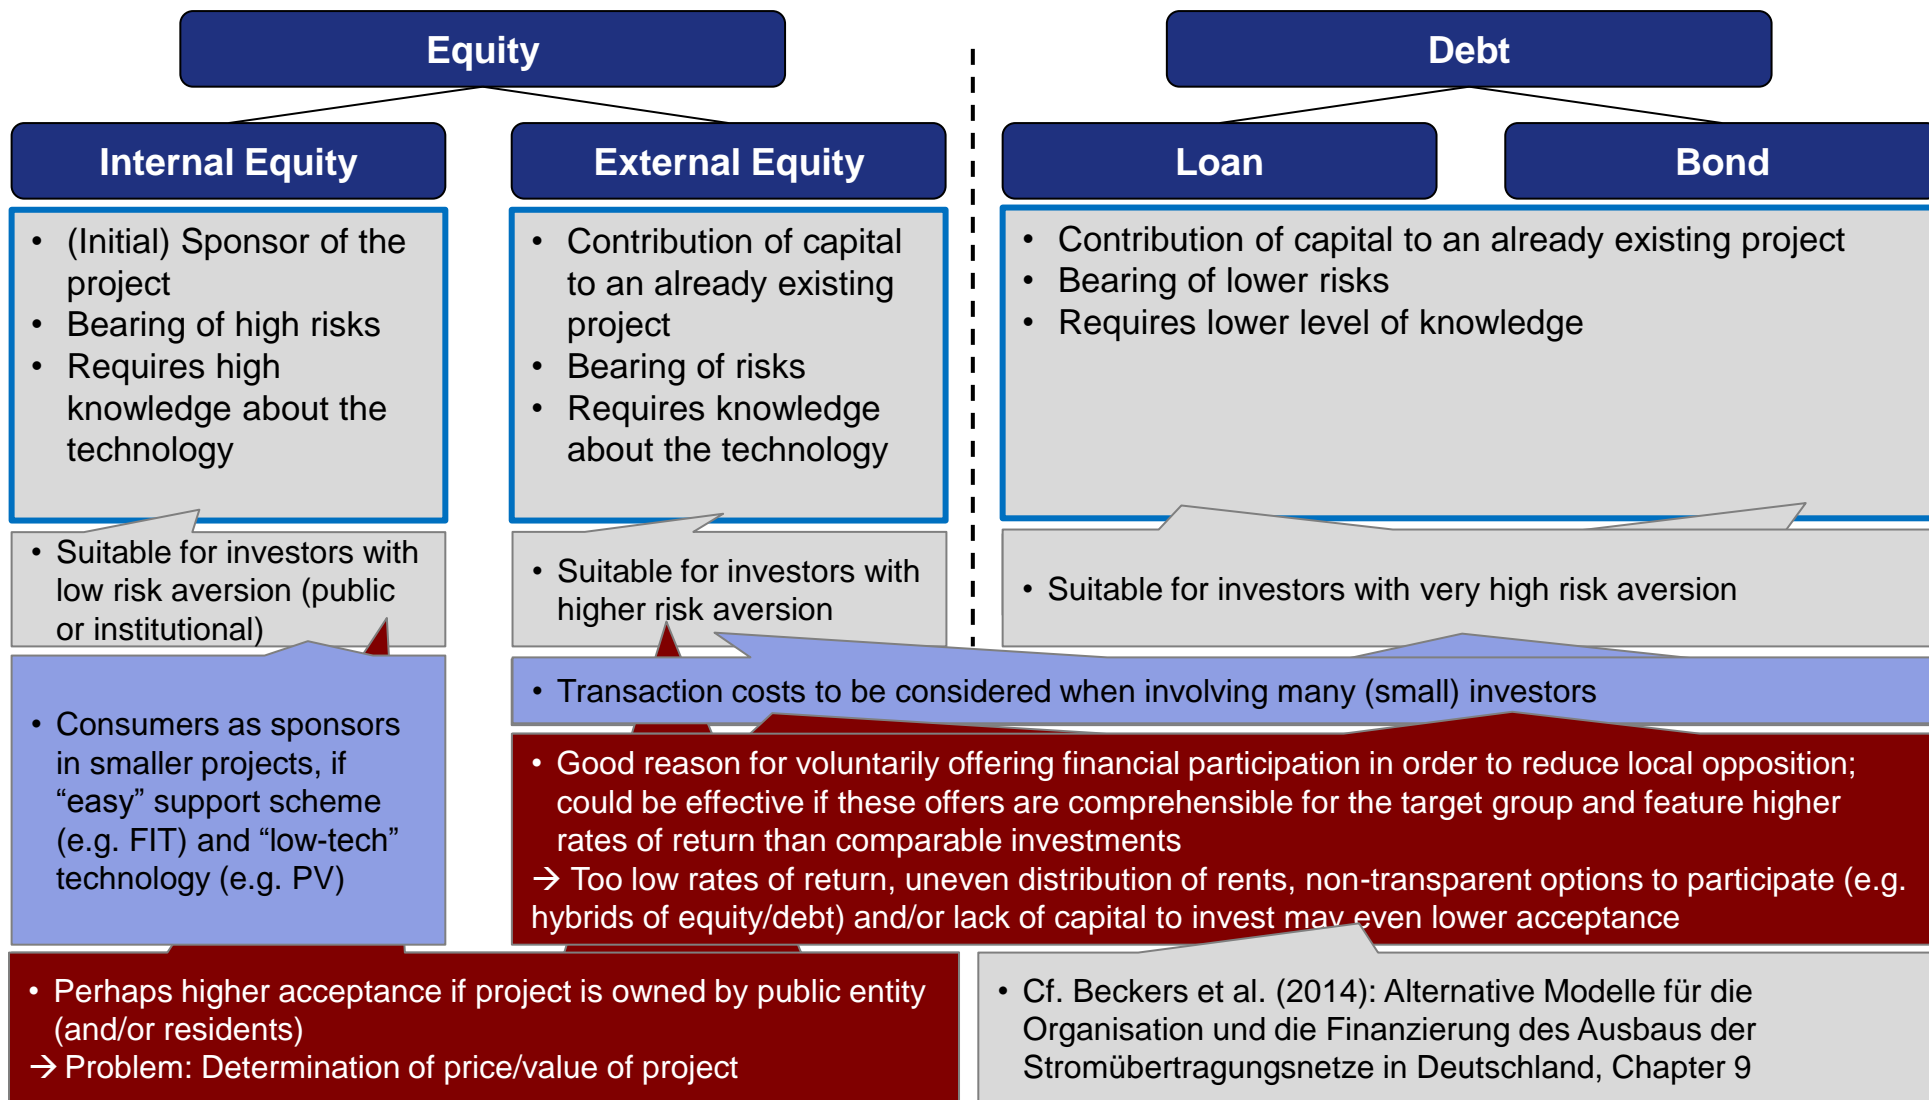 Equity
Debt
Internal Equity
External Equity
Loan
Bond
• (Initial) Sponsor of the
project
• Bearing of high risks
• Requires high
knowledge about the
technology
• Contribution of capital
to an already existing
project
• Bearing of risks
• Requires knowledge
about the technology
• Contribution of capital to an already existing project
• Bearing of lower risks
• Requires lower level of knowledge
• Suitable for investors with
low risk aversion (public
or institutional)
• Suitable for investors with
higher risk aversion
• Suitable for investors with very high risk aversion
• Consumers as sponsors
in smaller projects, if
“easy” support scheme
(e.g. FIT) and “low-tech”
technology (e.g. PV)
• Transaction costs to be considered when involving many (small) investors
• Good reason for voluntarily offering financial participation in order to reduce local opposition;
could be effective if these offers are comprehensible for the target group and feature higher
rates of return than comparable investments
→ Too low rates of return, uneven distribution of rents, non-transparent options to participate (e.g.
hybrids of equity/debt) and/or lack of capital to invest may even lower acceptance
• Perhaps higher acceptance if project is owned by public entity
(and/or residents)
→ Problem: Determination of price/value of project
• Cf. Beckers et al. (2014): Alternative Modelle für die
Organisation und die Finanzierung des Ausbaus der
Stromübertragungsnetze in Deutschland, Chapter 9